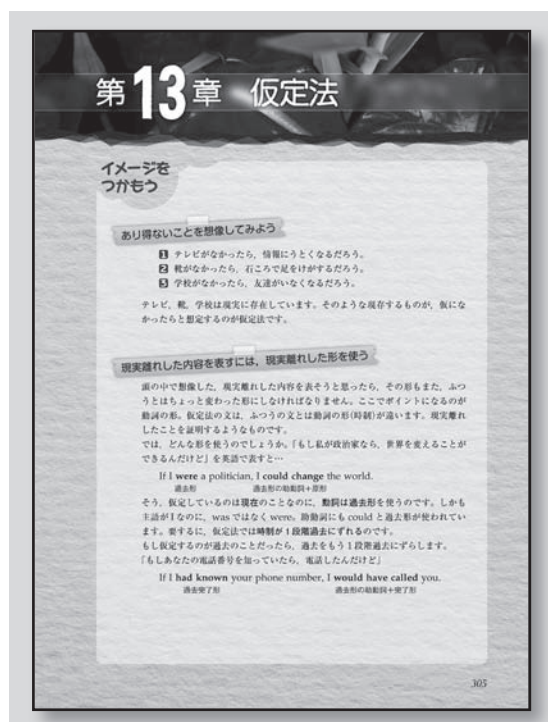 第13章 仮定法
イメージを
つかもう
あり得ないことを想像してみよう
1 テレビがなかったら，情報にうとくなるだろう。
2 靴がなかったら，石ころで足をけがするだろう。
3 学校がなかったら，友達がいなくなるだろう。
テレビ，靴，学校は現実に存在しています。そのような現存するものが，仮にな
かったらと想定するのが仮定法です。
現実離れした内容を表すには，現実離れした形を使う
頭の中で想像した，現実離れした内容を表そうと思ったら，その形もまた，ふつ
うとはちょっと変わった形にしなければなりません。ここでポイントになるのが
動詞の形。仮定法の文は，ふつうの文とは動詞の形(時制)が違います。現実離れ
したことを証明するようなものです。
では，どんな形を使うのでしょうか。「もし私が政治家なら，世界を変えることが
できるんだけど」を英語で表すと…
If I were a politician, I could change the world.
過去形 過去形の助動詞＋原形
そう，仮定しているのは現在のことなのに，動詞は過去形を使うのです。しかも
主語が I なのに，was ではなく were。助動詞にも could と過去形が使われてい
ます。要するに，仮定法では時制が1段階過去にずれるのです。
もし仮定するのが過去のことだったら，過去をもう1段階過去にずらします。
「もしあなたの電話番号を知っていたら，電話したんだけど」
If I had known your phone number, I would have called you.
過去完了形 過去形の助動詞＋完了形
305